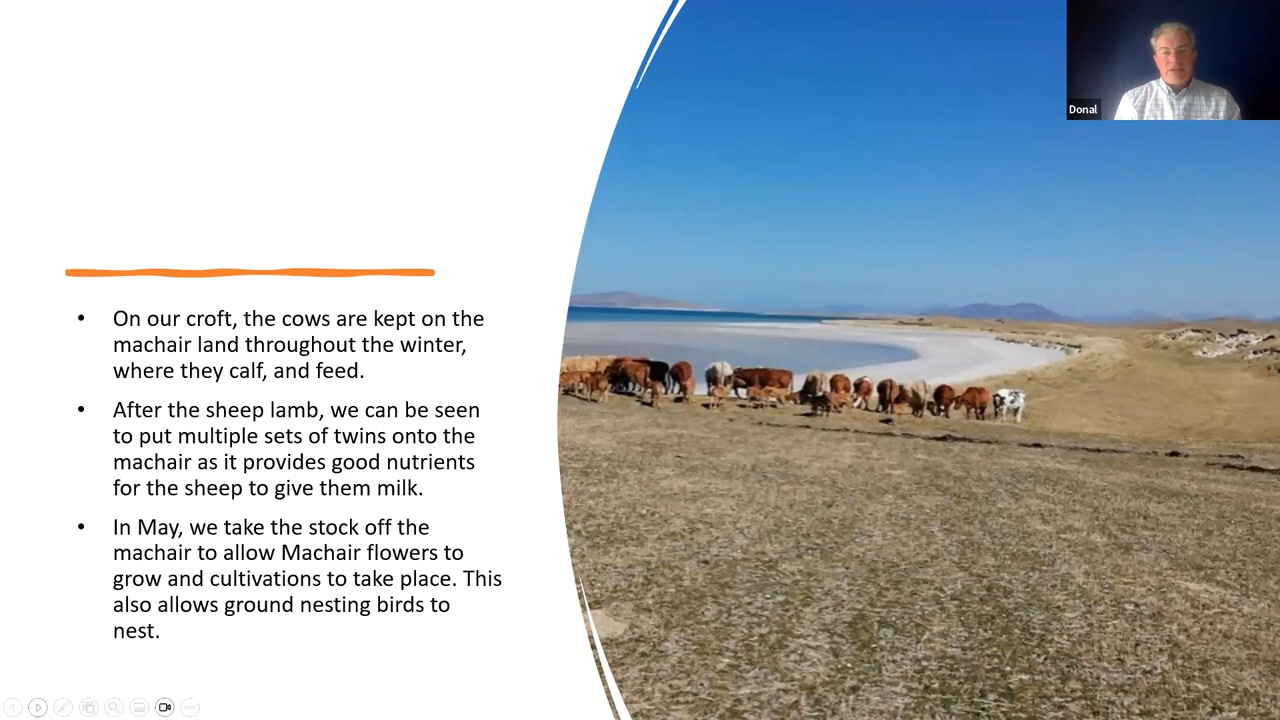 Donal
• On our croft, the cows are kept on the
machair land throughout the winter,
where they calf, and feed.
• After the sheep lamb, we can be seen
to put multiple sets of twins onto the
machair as it provides good nutrients
for the sheep to give them milk.
• In May, we take the stock off the
machair to allow Machair flowers to
grow and cultivations to take place. This
also allows ground nesting birds to
nest.